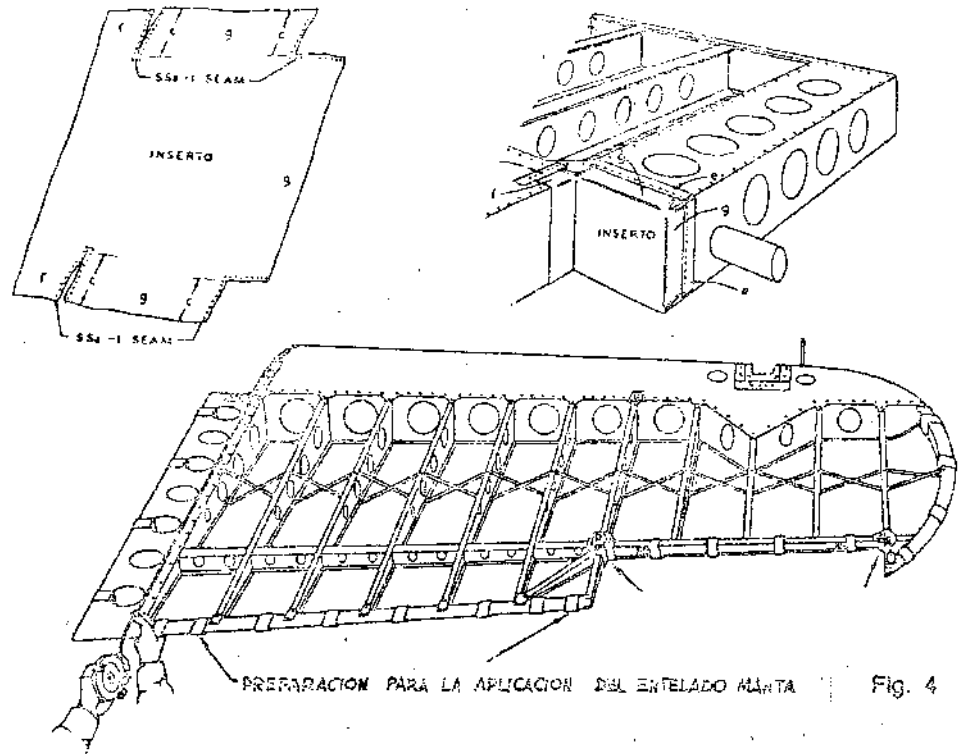 f c g c
SSa-1 SEAM
INSERTO
g
f c g c
SSa-1 SEAM
f
e
g
INSERTO
e
PREPARACION PARA LA APLICACION DEL ENTELADO MANTA
Fig. 4